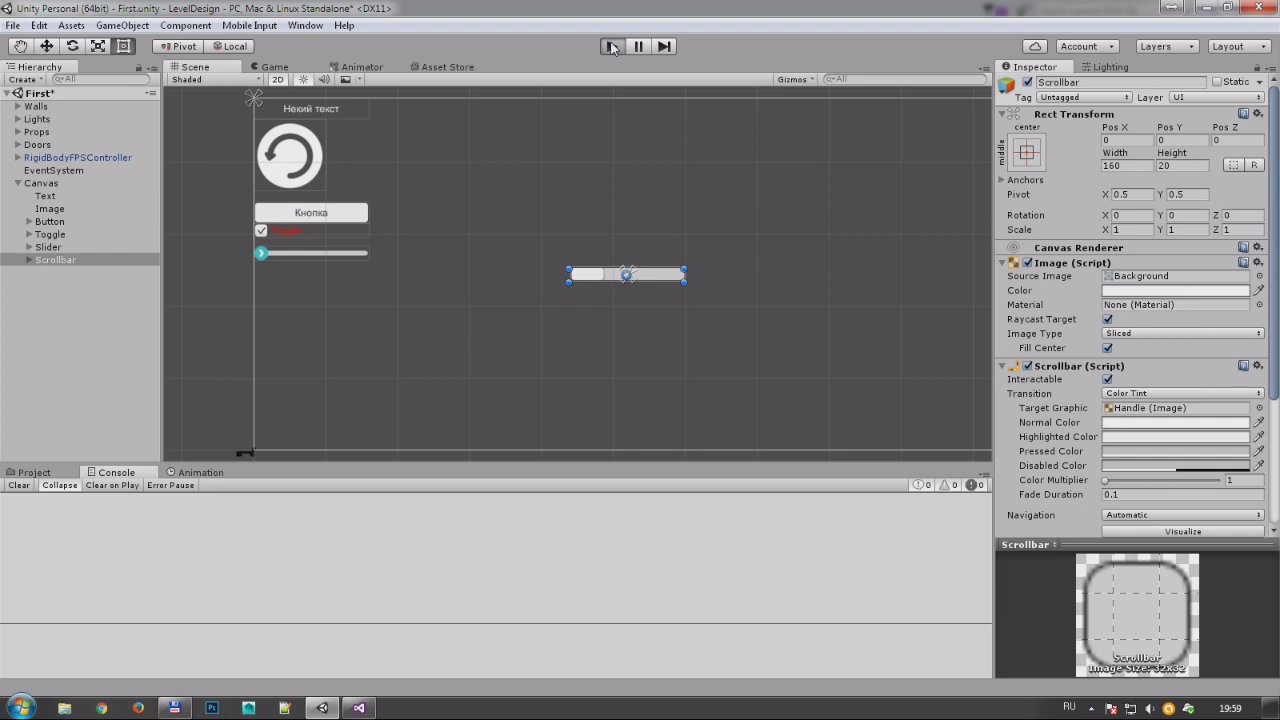 Unity Personal (64bit) - First.unity - LevelDesign - PC, Mac & Linux Standalone* <DX11>*
File Edit Assets GameObject Component Mobile Input Window Help
Pivot Local Account Layers Layout
Hierarchy Scene Game Animator Asset Store Inspector Lighting
Create All Shaded 2D Gizmos All Scrollbar Static
First*
Tag Untagged Layer UI
Walls
Lights
Props
Doors
RigidBodyFPSController
EventSystem
Canvas
Text
Image
Button
Toggle
Slider
Scrollbar
Некий текст
Кнопка
Toggle
Rect Transform
center Pos X Pos Y Pos Z
middle
0 0 0
Width Height
160 20
R
Anchors
Pivot X 0.5 Y 0.5
Rotation X 0 Y 0 Z 0
Scale X 1 Y 1 Z 1
Canvas Renderer
Image (Script)
Source Image Background
Color
Material None (Material)
Raycast Target
Image Type Sliced
Fill Center
Scrollbar (Script)
Interactable
Transition Color Tint
Target Graphic Handle (Image)
Normal Color
Highlighted Color
Pressed Color
Disabled Color
Color Multiplier 1
Fade Duration 0.1
Navigation Automatic
Visualize
Project Console Animation
Clear Collapse Clear on Play Error Pause 0 0 0
Scrollbar
Scrollbar
Image Size: 32x32
RU 19:59